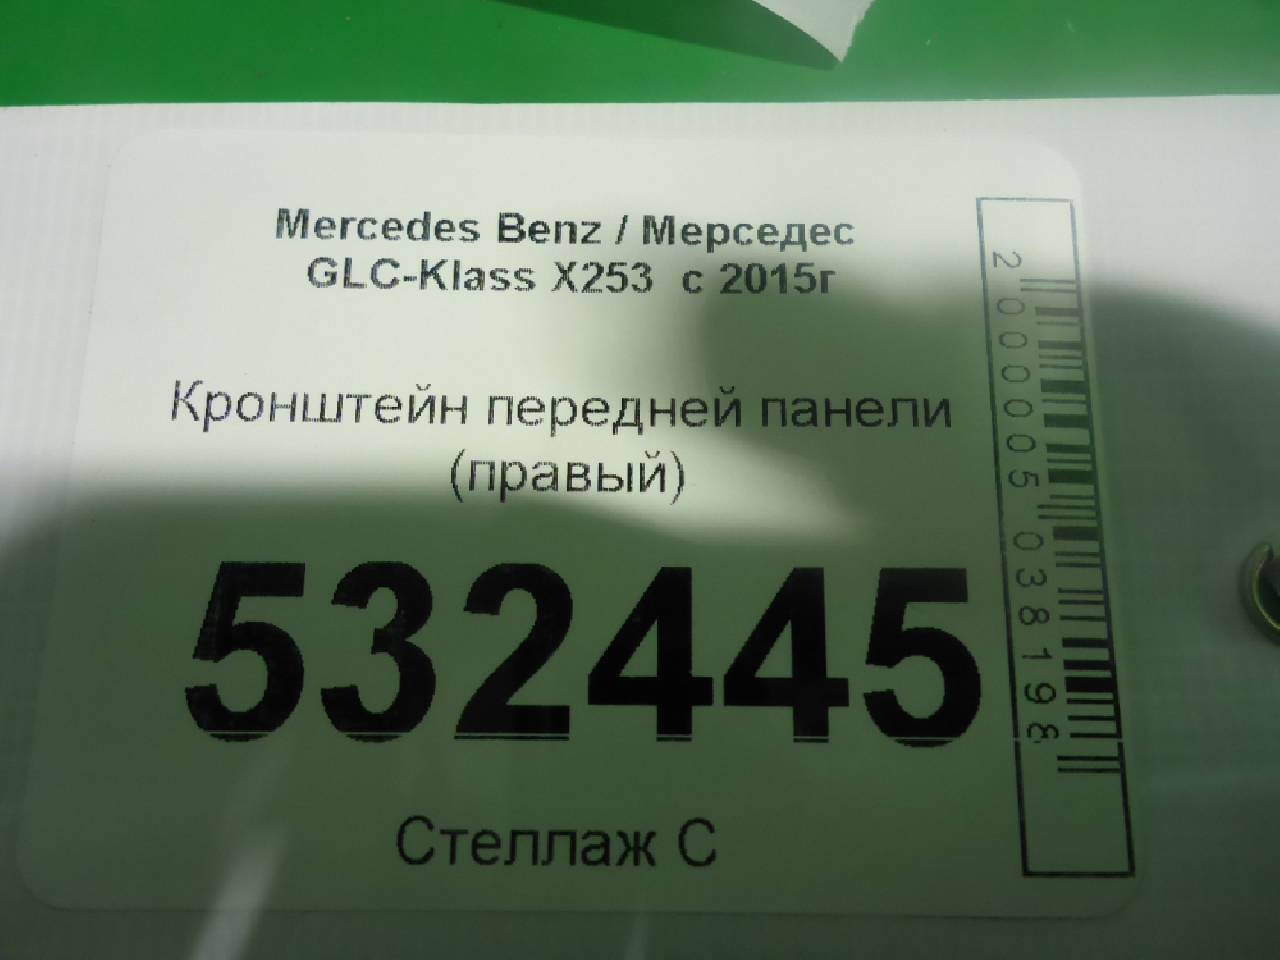 Mercedes Benz / Мерседес
GLC-Klass X253 с 2015г
Кронштейн передней панели
(правый)
532445
Стеллаж С
2000005038198